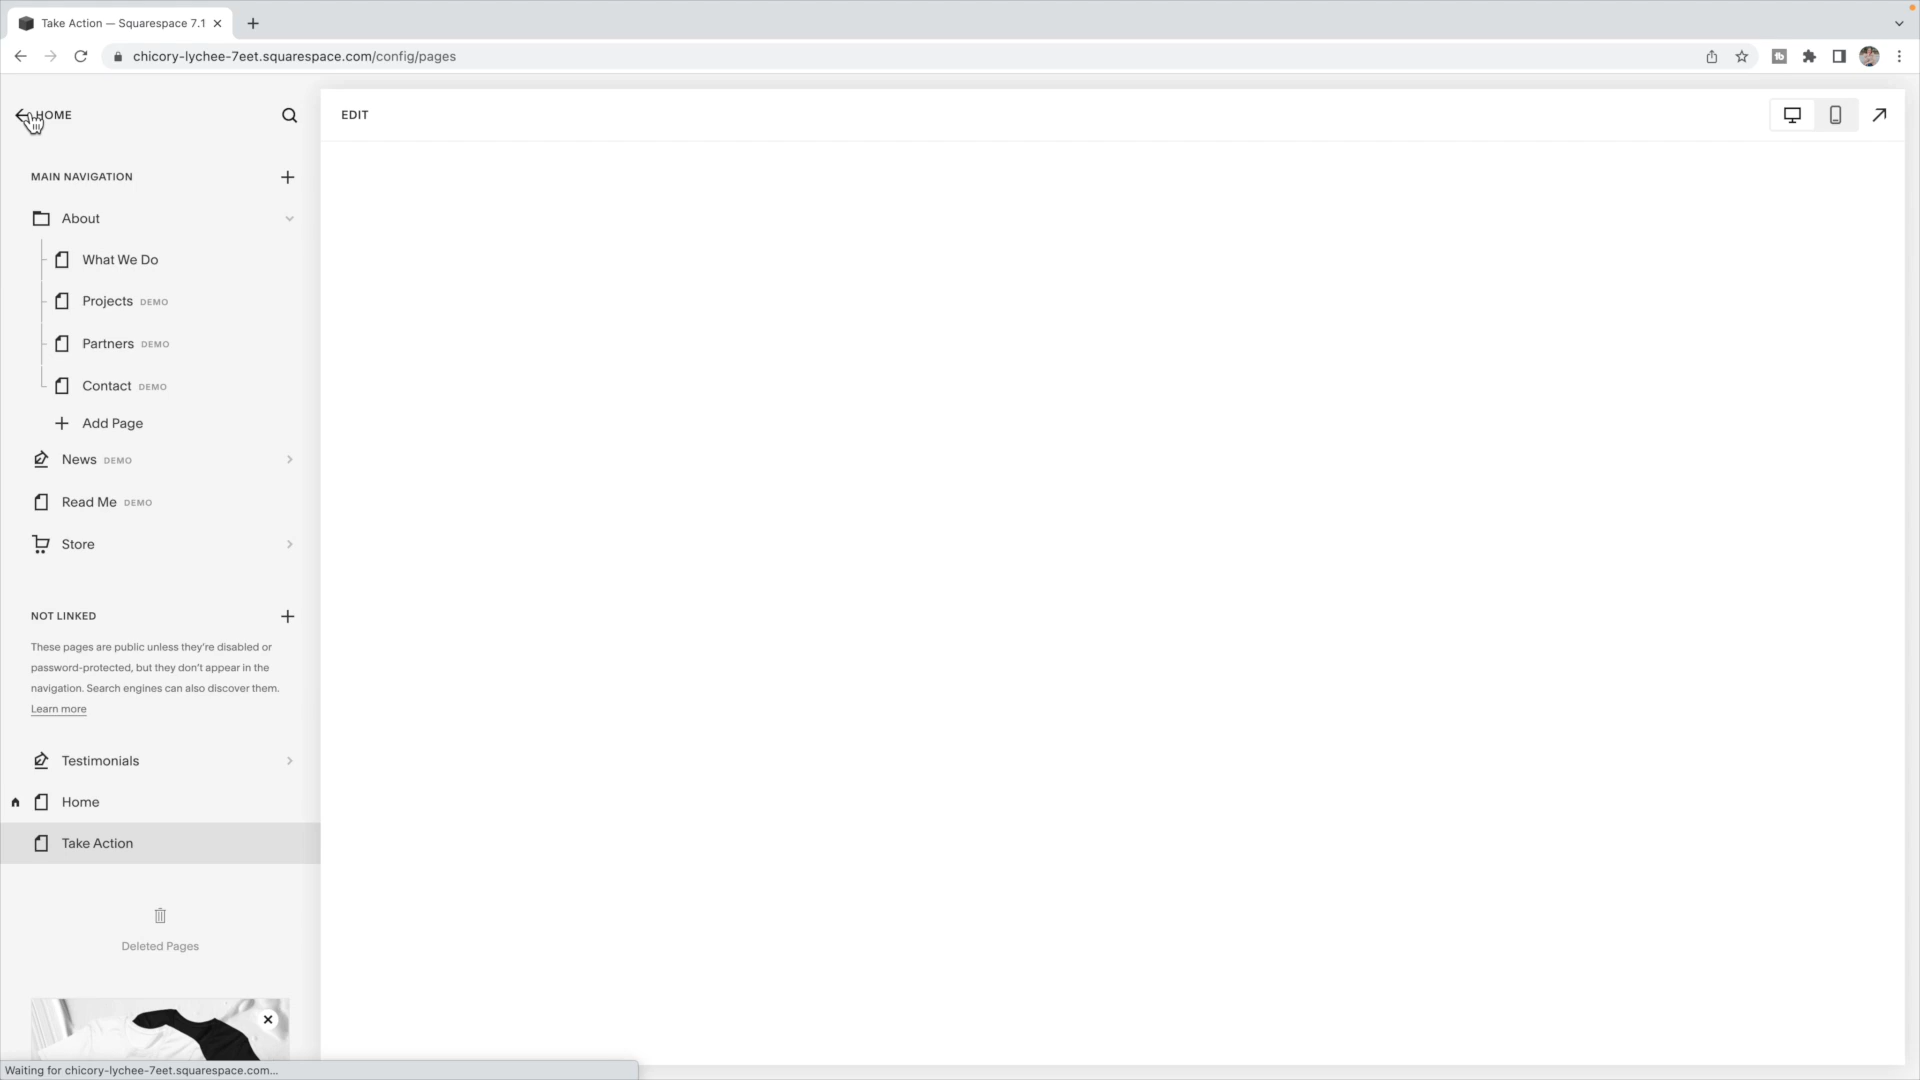 Take Action — Squarespace 7.1
chicory-lychee-7eet.squarespace.com/config/pages
HOME
EDIT
MAIN NAVIGATION
About
What We Do
Projects DEMO
Partners DEMO
Contact DEMO
Add Page
News DEMO
Read Me DEMO
Store
NOT LINKED
These pages are public unless they're disabled or
password-protected, but they don't appear in the
navigation. Search engines can also discover them.
Learn more
Testimonials
Home
Take Action
Deleted Pages
Waiting for chicory-lychee-7eet.squarespace.com...